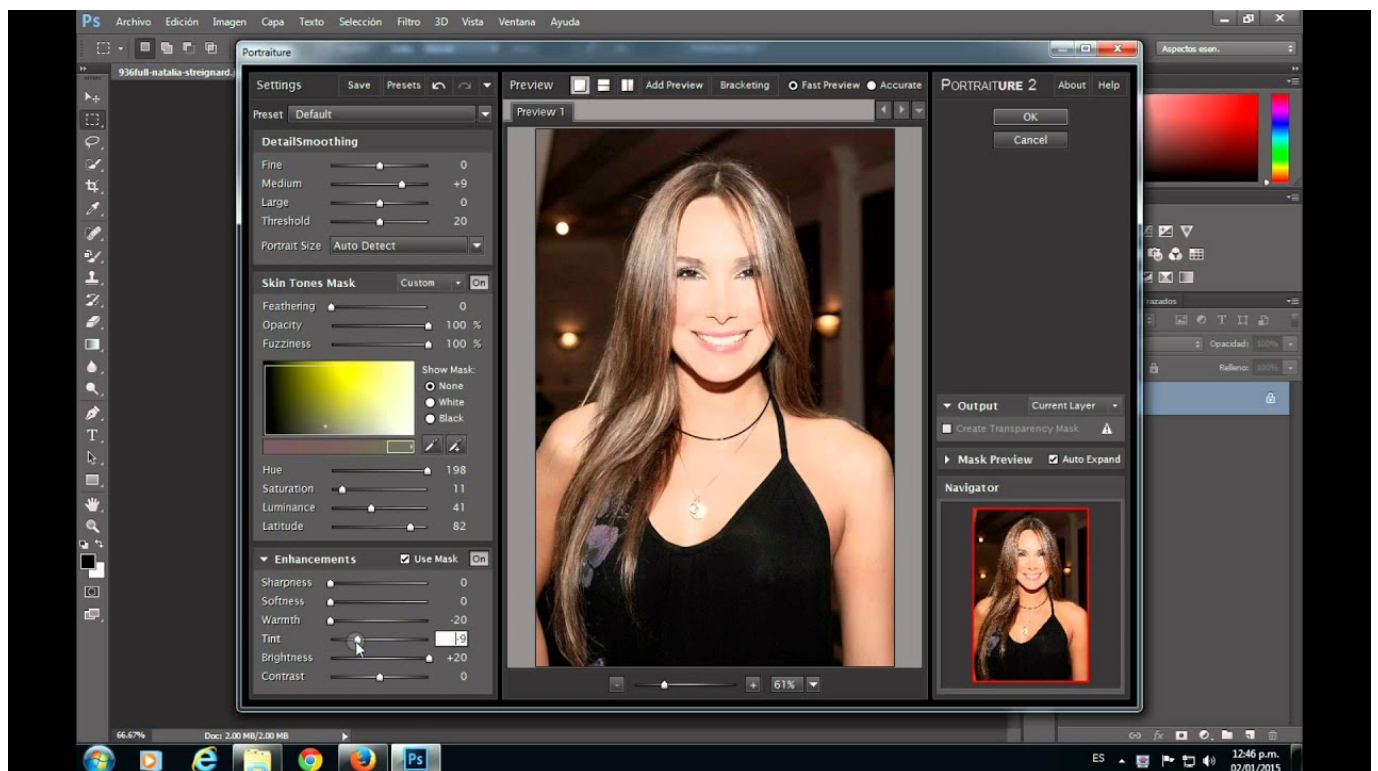 Ps Archivo Edición Imagen Capa Texto Selección Filtro 3D Vista Ventana Ayuda
Portraiture
Aspectos esen.
936full-natalia-streignard.j
Settings Save Presets
Preview Add Preview Bracketing Fast Preview Accurate
PORTRAITURE 2 About Help
Preset Default
Preview 1
OK
Cancel
DetailSmoothing
Fine 0
Medium +9
Large 0
Threshold 20
Portrait Size Auto Detect
Skin Tones Mask Custom On
Feathering 0
Opacity 100 %
Fuzziness 100 %
Show Mask:
None
White
Black
Hue 198
Saturation 11
Luminance 41
Latitude 82
Enhancements Use Mask On
Sharpness 0
Softness 0
Warmth -20
Tint -9
Brightness +20
Contrast 0
- + 61%
Output Current Layer
Create Transparency Mask
Mask Preview Auto Expand
Navigator
razados
Opacidad: 100%
Relleno: 100%
66.67% Doc: 2.00 MB/2.00 MB
fx
Ps
ES
12:46 p.m.
02/01/2015